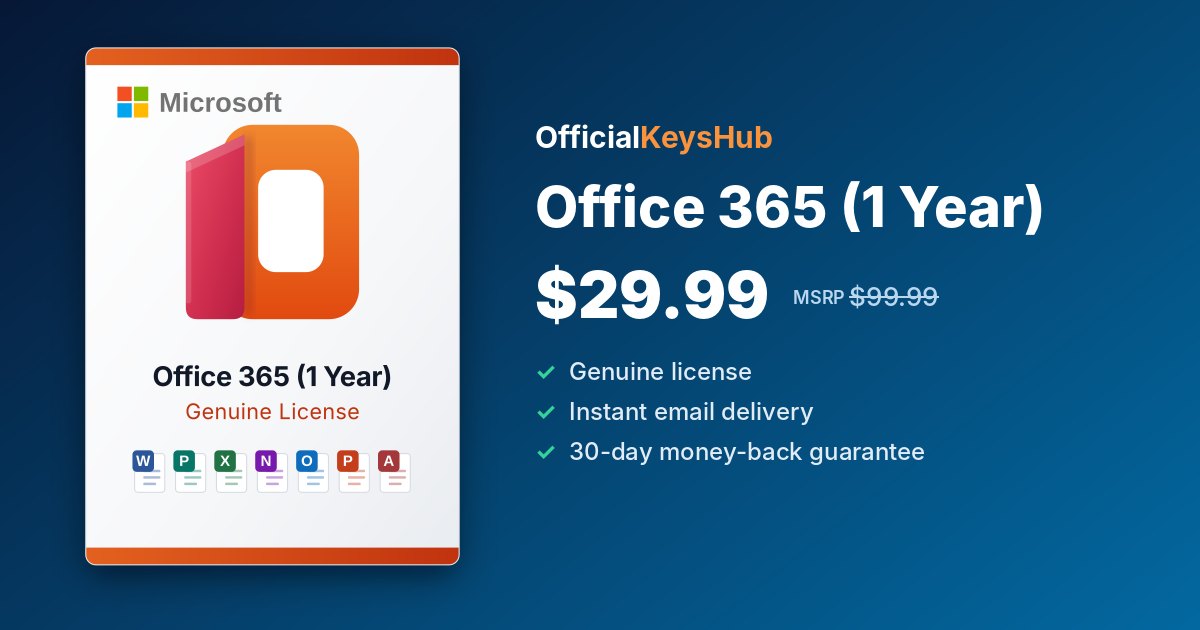 Microsoft
Office 365 (1 Year)
Genuine License
W P X N O P A
OfficialKeysHub
Office 365 (1 Year)
$29.99 MSRP $99.99
Genuine license
Instant email delivery
30-day money-back guarantee